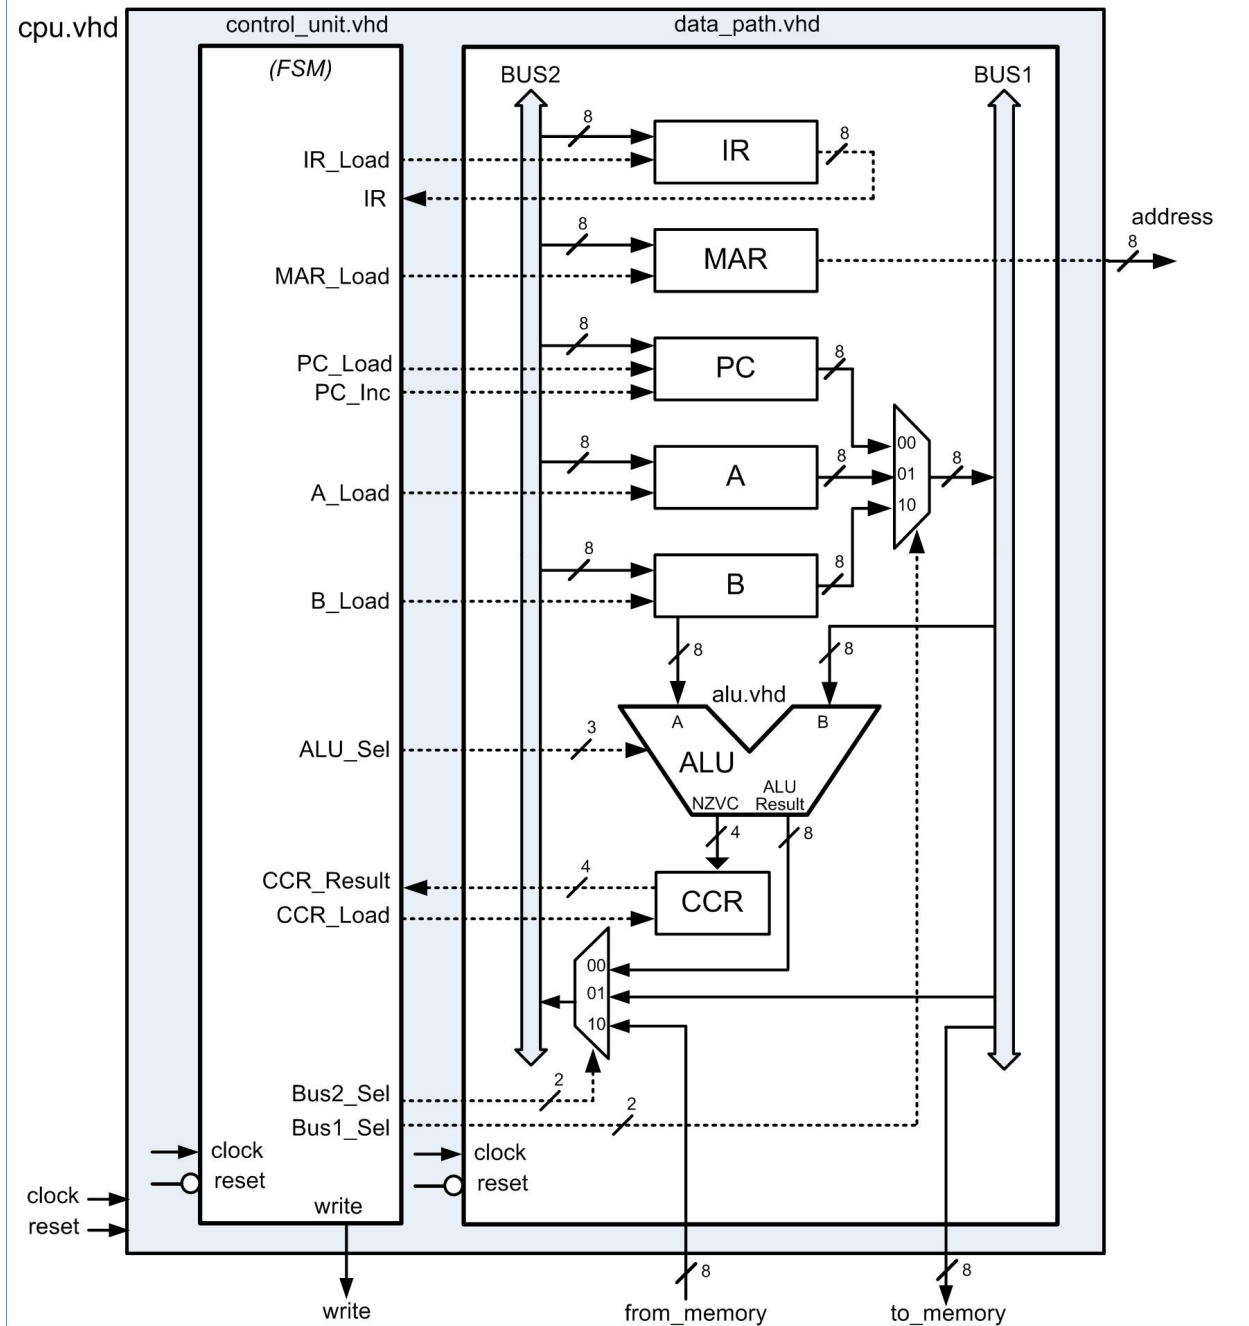 cpu.vhd
control_unit.vhd
data_path.vhd
(FSM)
BUS2
BUS1
8
IR
8
IR_Load
IR
address
8
MAR
8
MAR_Load
8
PC
8
PC_Load
PC_Inc
00
01
10
8
8
A
8
A_Load
8
B
8
B_Load
8
8
alu.vhd
A
B
ALU_Sel
3
ALU
NZVC
ALU
Result
4
8
CCR_Result
4
CCR
CCR_Load
00
01
10
Bus2_Sel
2
Bus1_Sel
2
clock
reset
clock
reset
clock
reset
write
8
8
write
from_memory
to_memory